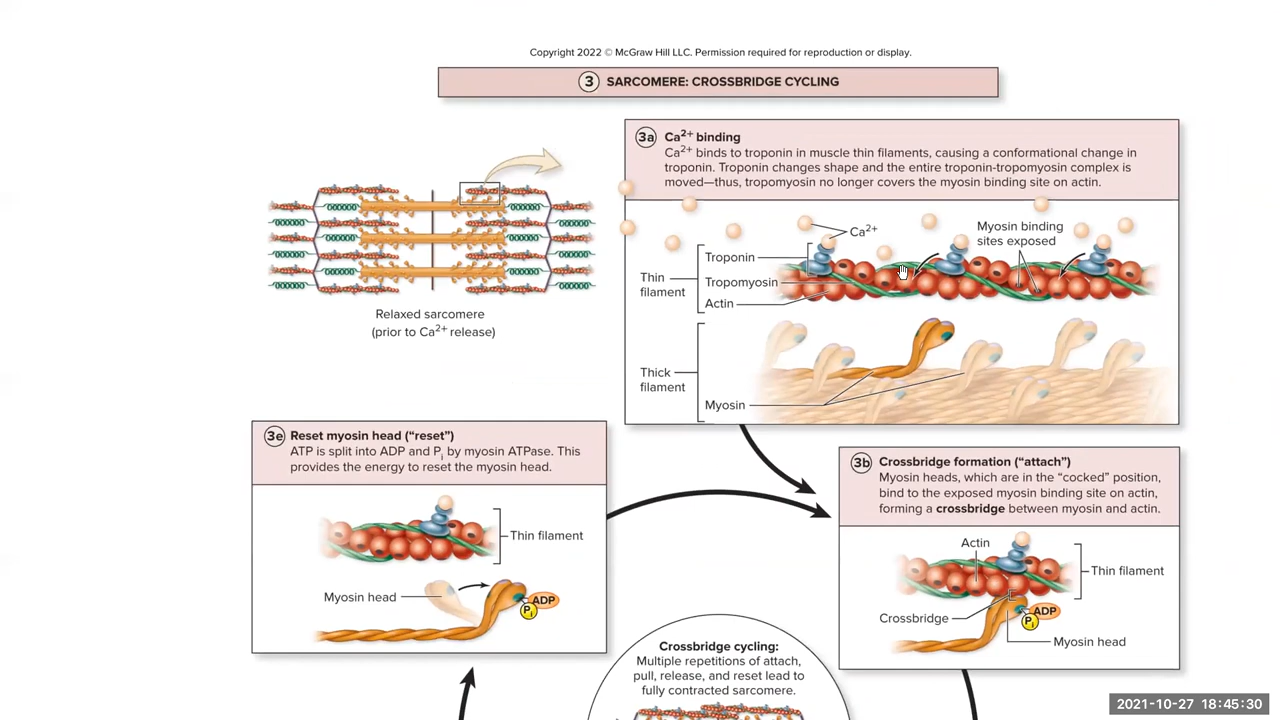 Copyright 2022 © McGraw Hill LLC. Permission required for reproduction or display.
3 SARCOMERE: CROSSBRIDGE CYCLING
3a Ca2+ binding
Ca2+ binds to troponin in muscle thin filaments, causing a conformational change in
troponin. Troponin changes shape and the entire troponin-tropomyosin complex is
moved—thus, tropomyosin no longer covers the myosin binding site on actin.
Ca2+
Myosin binding
sites exposed
Troponin
Thin
filament
Tropomyosin
Actin
Thick
filament
Myosin
Relaxed sarcomere
(prior to Ca2+ release)
3e Reset myosin head (“reset”)
ATP is split into ADP and Pi by myosin ATPase. This
provides the energy to reset the myosin head.
Thin filament
Myosin head
ADP
Pi
3b Crossbridge formation (“attach”)
Myosin heads, which are in the “cocked” position,
bind to the exposed myosin binding site on actin,
forming a crossbridge between myosin and actin.
Actin
Thin filament
Crossbridge
ADP
Pi
Myosin head
Crossbridge cycling:
Multiple repetitions of attach,
pull, release, and reset lead to
fully contracted sarcomere.
2021-10-27 18:45:30